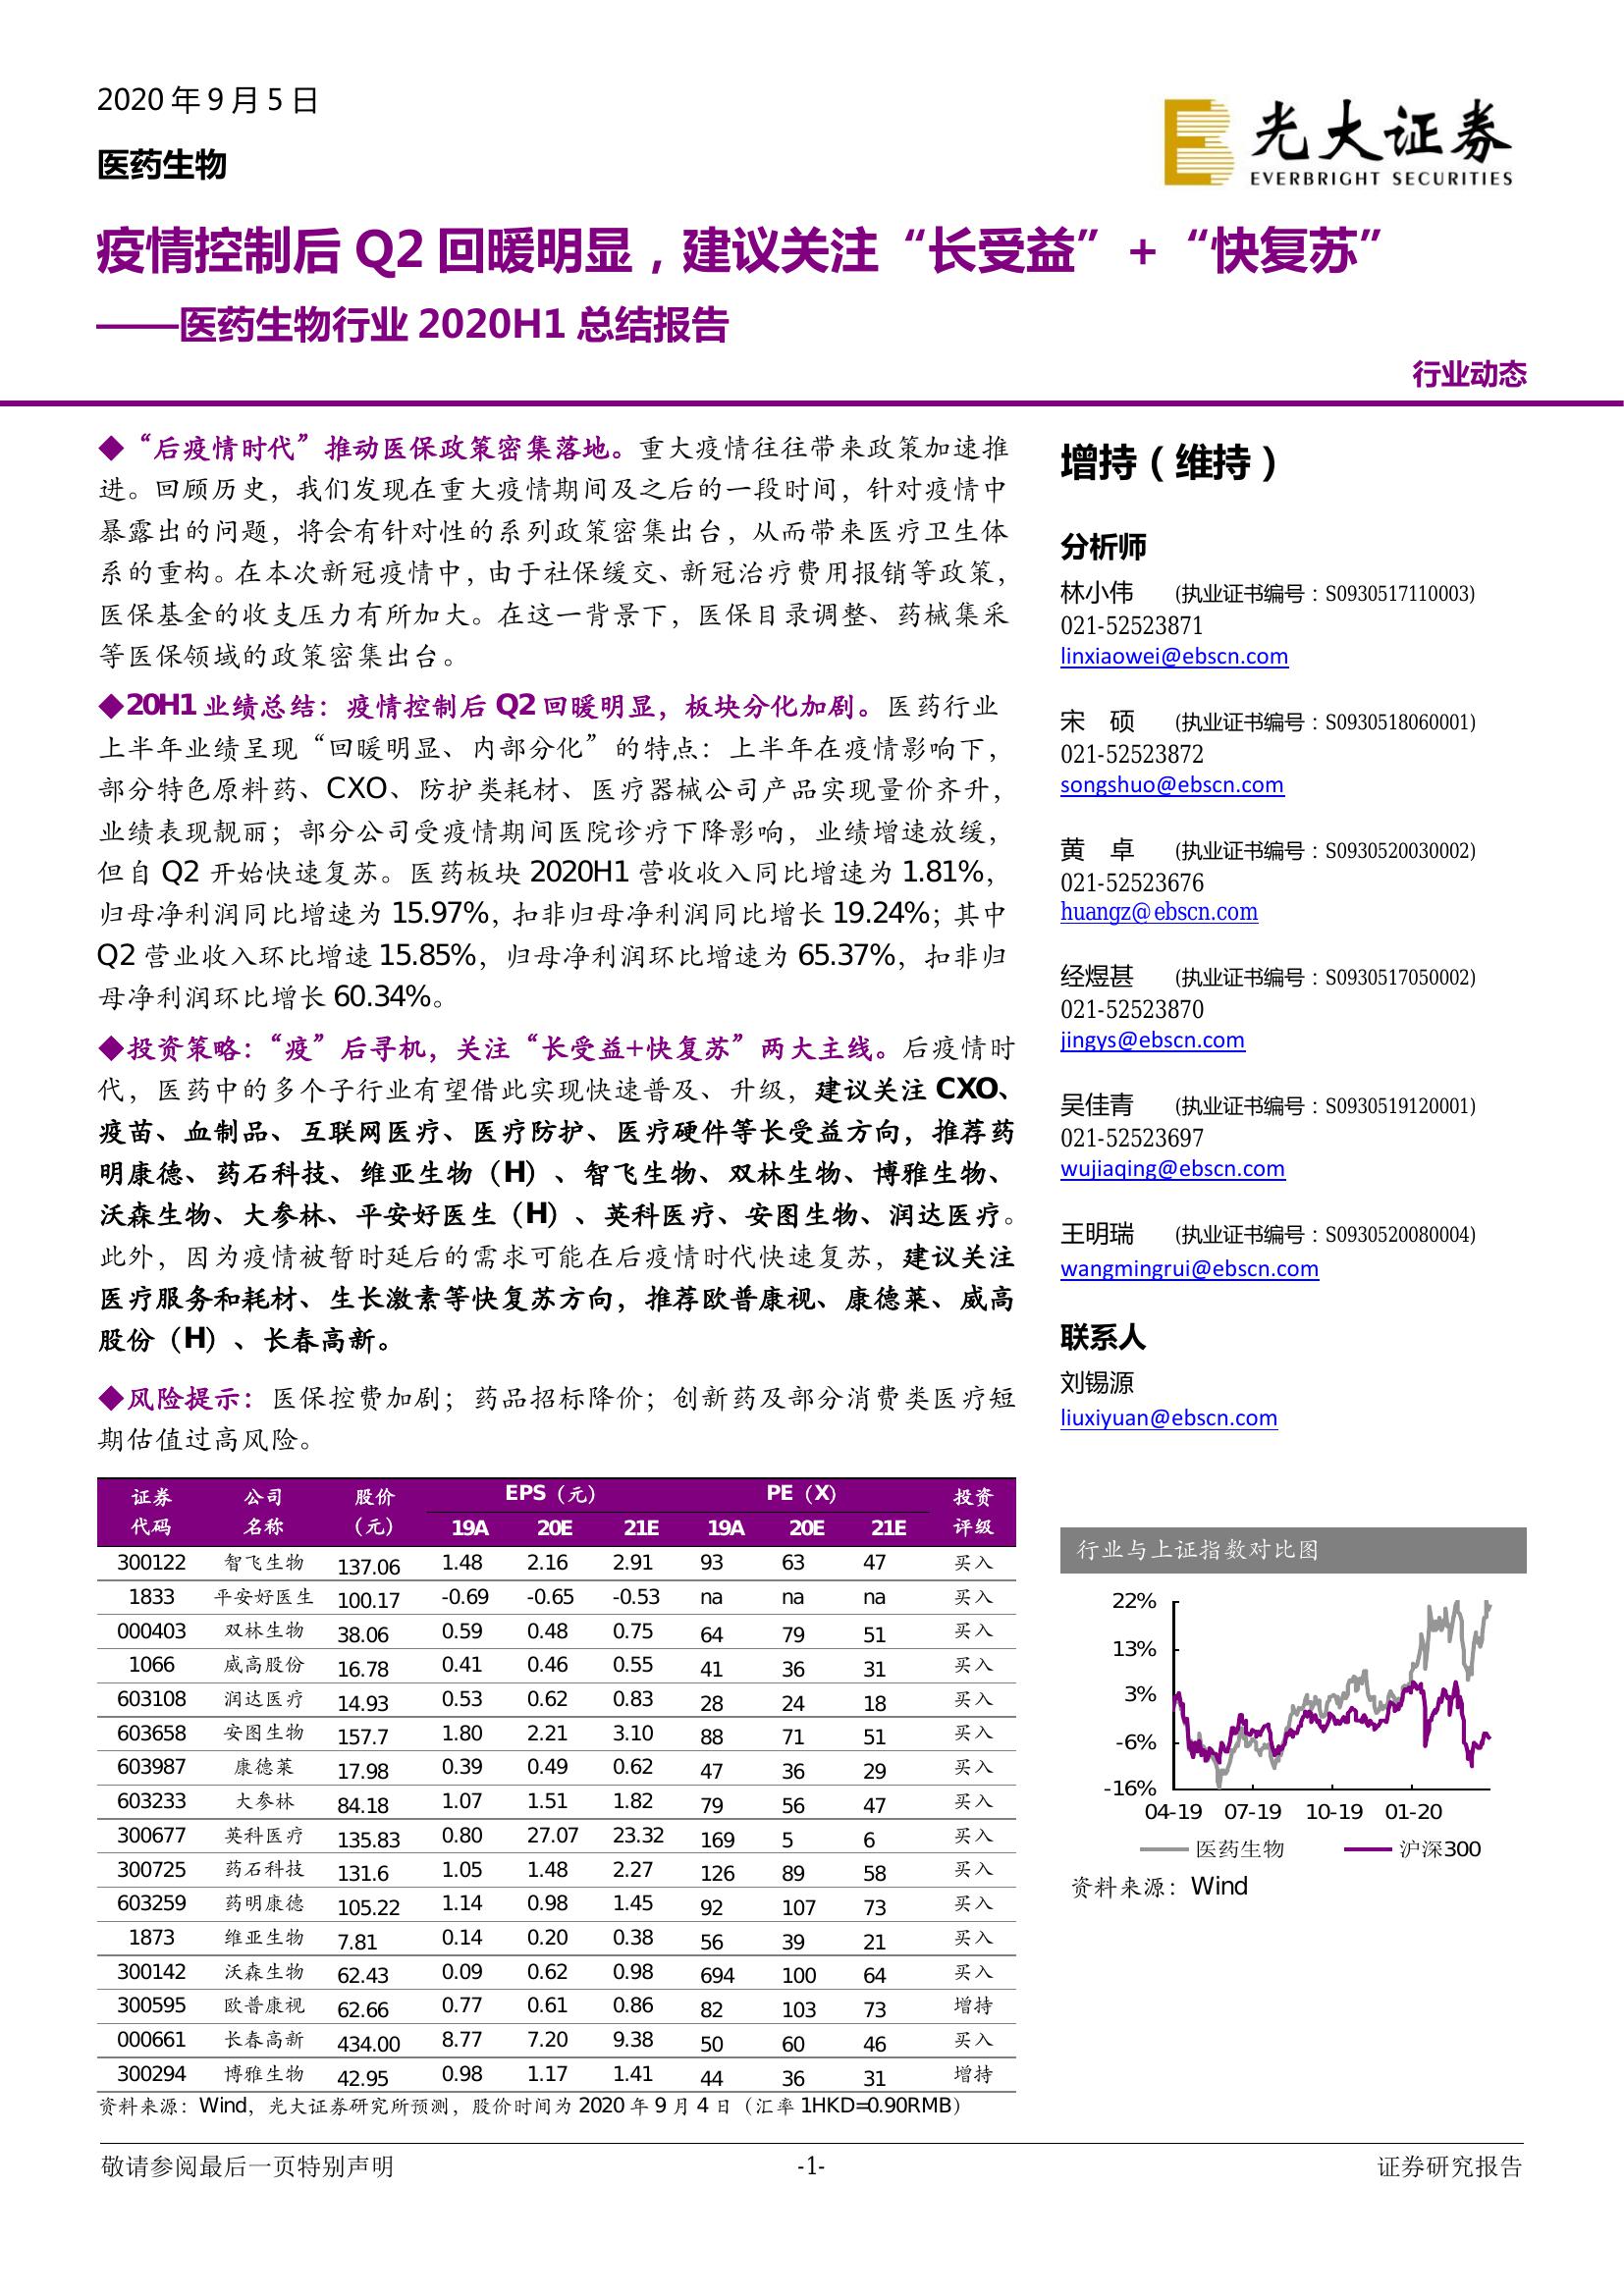 2020 年 9 月 5 日
医药生物
光大证券
EVERBRIGHT SECURITIES
疫情控制后 Q2 回暖明显，建议关注“长受益”+“快复苏”
——医药生物行业 2020H1 总结报告
行业动态
◆“后疫情时代”推动医保政策密集落地。重大疫情往往带来政策加速推
进。回顾历史，我们发现在重大疫情期间及之后的一段时间，针对疫情中
暴露出的问题，将会有针对性的系列政策密集出台，从而带来医疗卫生体
系的重构。在本次新冠疫情中，由于社保缓交、新冠治疗费用报销等政策，
医保基金的收支压力有所加大。在这一背景下，医保目录调整、药械集采
等医保领域的政策密集出台。
◆20H1 业绩总结：疫情控制后 Q2 回暖明显，板块分化加剧。医药行业
上半年业绩呈现“回暖明显、内部分化”的特点：上半年在疫情影响下，
部分特色原料药、CXO、防护类耗材、医疗器械公司产品实现量价齐升，
业绩表现靓丽；部分公司受疫情期间医院诊疗下降影响，业绩增速放缓，
但自 Q2 开始快速复苏。医药板块 2020H1 营收收入同比增速为 1.81%，
归母净利润同比增速为 15.97%，扣非归母净利润同比增长 19.24%；其中
Q2 营业收入环比增速 15.85%，归母净利润环比增速为 65.37%，扣非归
母净利润环比增长 60.34%。
◆投资策略：“疫”后寻机，关注“长受益+快复苏”两大主线。后疫情时
代，医药中的多个子行业有望借此实现快速普及、升级，建议关注 CXO、
疫苗、血制品、互联网医疗、医疗防护、医疗硬件等长受益方向，推荐药
明康德、药石科技、维亚生物（H）、智飞生物、双林生物、博雅生物、
沃森生物、大参林、平安好医生（H）、英科医疗、安图生物、润达医疗。
此外，因为疫情被暂时延后的需求可能在后疫情时代快速复苏，建议关注
医疗服务和耗材、生长激素等快复苏方向，推荐欧普康视、康德莱、威高
股份（H）、长春高新。
◆风险提示：医保控费加剧；药品招标降价；创新药及部分消费类医疗短
期估值过高风险。
证券 公司 股价 EPS（元） PE（X） 投资
代码 名称 （元） 19A 20E 21E 19A 20E 21E 评级
300122 智飞生物 137.06 1.48 2.16 2.91 93 63 47 买入
1833 平安好医生 100.17 -0.69 -0.65 -0.53 na na na 买入
000403 双林生物 38.06 0.59 0.48 0.75 64 79 51 买入
1066 威高股份 16.78 0.41 0.46 0.55 41 36 31 买入
603108 润达医疗 14.93 0.53 0.62 0.83 28 24 18 买入
603658 安图生物 157.7 1.80 2.21 3.10 88 71 51 买入
603987 康德莱 17.98 0.39 0.49 0.62 47 36 29 买入
603233 大参林 84.18 1.07 1.51 1.82 79 56 47 买入
300677 英科医疗 135.83 0.80 27.07 23.32 169 5 6 买入
300725 药石科技 131.6 1.05 1.48 2.27 126 89 58 买入
603259 药明康德 105.22 1.14 0.98 1.45 92 107 73 买入
1873 维亚生物 7.81 0.14 0.20 0.38 56 39 21 买入
300142 沃森生物 62.43 0.09 0.62 0.98 694 100 64 买入
300595 欧普康视 62.66 0.77 0.61 0.86 82 103 73 增持
000661 长春高新 434.00 8.77 7.20 9.38 50 60 46 买入
300294 博雅生物 42.95 0.98 1.17 1.41 44 36 31 增持
资料来源：Wind，光大证券研究所预测，股价时间为 2020 年 9 月 4 日（汇率 1HKD=0.90RMB）
增持（维持）
分析师
林小伟 (执业证书编号：S0930517110003)
021-52523871
linxiaowei@ebscn.com
宋 硕 (执业证书编号：S0930518060001)
021-52523872
songshuo@ebscn.com
黄 卓 (执业证书编号：S0930520030002)
021-52523676
huangz@ebscn.com
经煜甚 (执业证书编号：S0930517050002)
021-52523870
jingys@ebscn.com
吴佳青 (执业证书编号：S0930519120001)
021-52523697
wujiaqing@ebscn.com
王明瑞 (执业证书编号：S0930520080004)
wangmingrui@ebscn.com
联系人
刘锡源
liuxiyuan@ebscn.com
行业与上证指数对比图
22%
13%
3%
-6%
-16%
04-19 07-19 10-19 01-20
医药生物 沪深300
资料来源：Wind
敬请参阅最后一页特别声明 -1- 证券研究报告